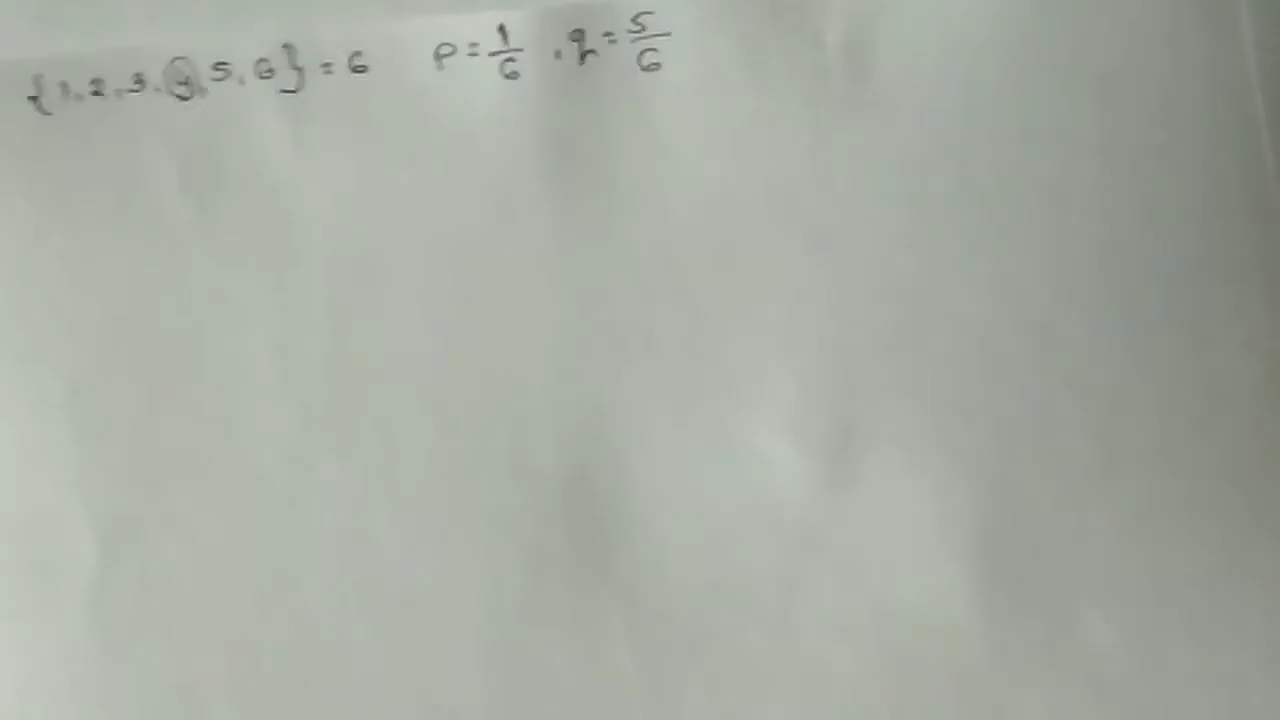 {1, 2, 3, 4, 5, 6} = 6 p = 1/6 , q = 5/6